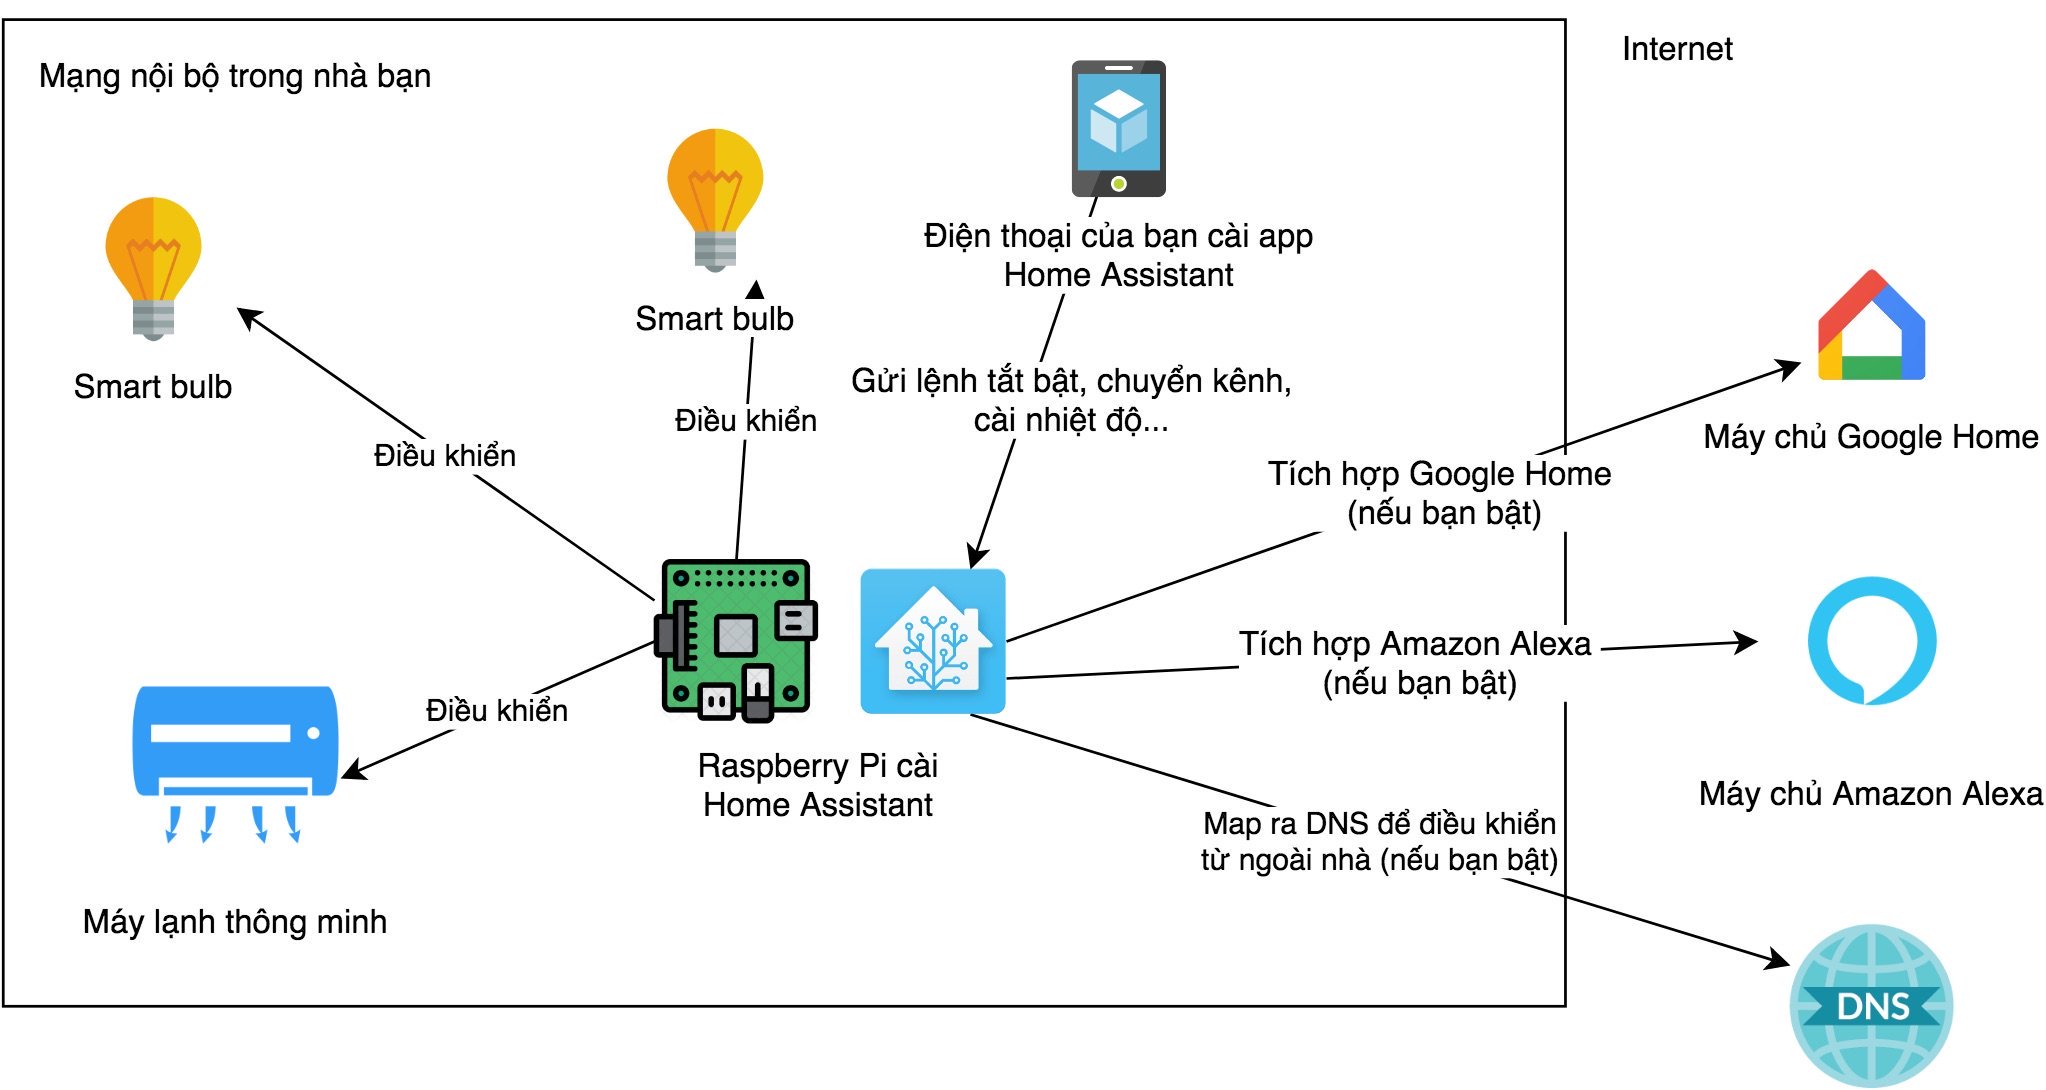 Mạng nội bộ trong nhà bạn
Internet
Điện thoại của bạn cài app
Home Assistant
Smart bulb
Smart bulb
Gửi lệnh tắt bật, chuyển kênh,
cài nhiệt độ...
Điều khiển
Điều khiển
Máy chủ Google Home
Tích hợp Google Home
(nếu bạn bật)
Tích hợp Amazon Alexa
(nếu bạn bật)
Điều khiển
Raspberry Pi cài
Home Assistant
Máy chủ Amazon Alexa
Map ra DNS để điều khiển
từ ngoài nhà (nếu bạn bật)
Máy lạnh thông minh
DNS